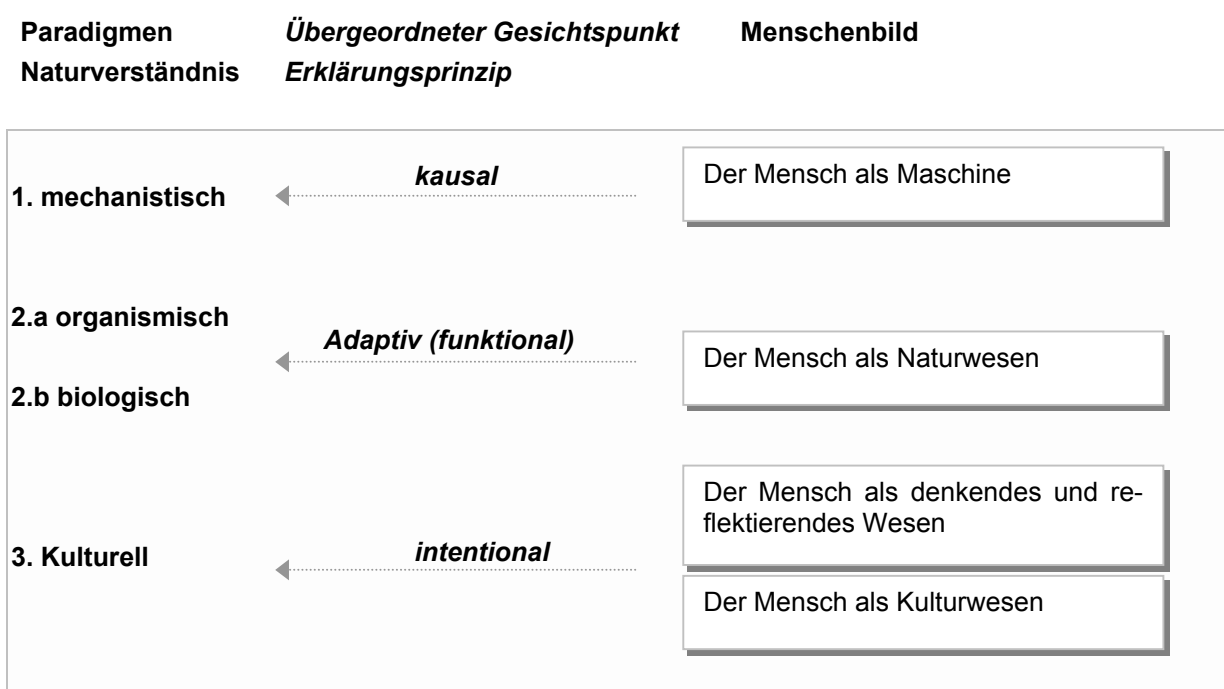 Paradigmen Übergeordneter Gesichtspunkt Menschenbild
Naturverständnis Erklärungsprinzip
1. mechanistisch
kausal
Der Mensch als Maschine
2.a organismisch
2.b biologisch
Adaptiv (funktional)
Der Mensch als Naturwesen
3. Kulturell
intentional
Der Mensch als denkendes und re-
flektierendes Wesen
Der Mensch als Kulturwesen